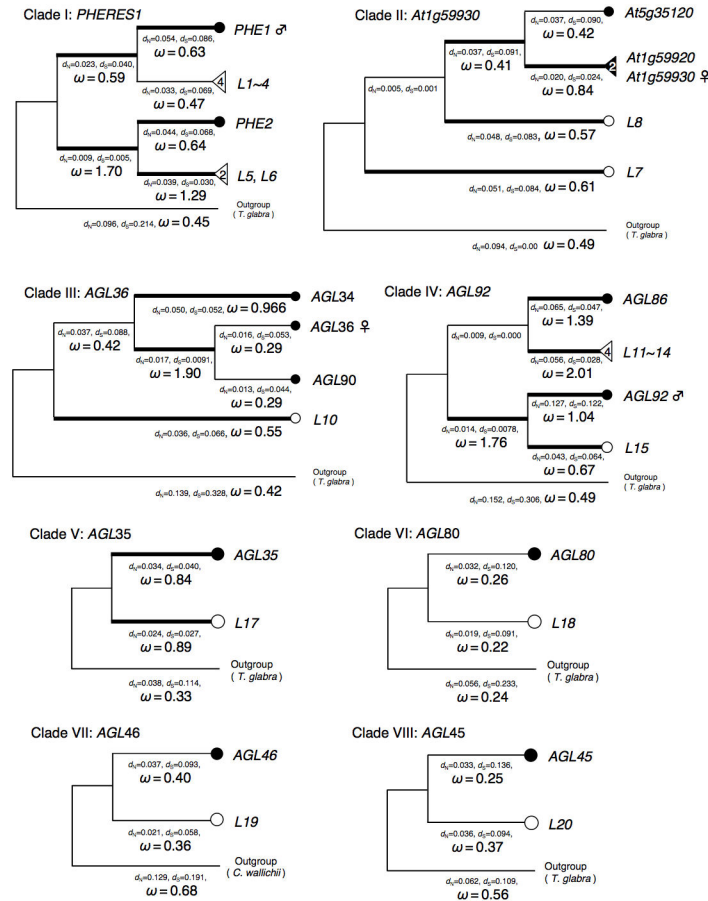 Clade I: PHERES1
PHE1 ♂
dN=0.054, dS=0.086,
ω = 0.63
dN=0.023, dS=0.040,
ω = 0.59
4
L1~4
dN=0.033, dS=0.069,
ω = 0.47
PHE2
dN=0.044, dS=0.068,
ω = 0.64
dN=0.009, dS=0.005,
ω = 1.70
2
L5, L6
dN=0.039, dS=0.030,
ω = 1.29
Outgroup
( T. glabra)
dN=0.096, dS=0.214, ω = 0.45
Clade II: At1g59930
At5g35120
dN=0.037, dS=0.090,
ω = 0.42
dN=0.037, dS=0.091,
ω = 0.41
2
At1g59920
At1g59930 ♀
dN=0.020, dS=0.024,
ω = 0.84
dN=0.005, dS=0.001
L8
dN=0.048, dS=0.083, ω = 0.57
L7
dN=0.051, dS=0.084, ω = 0.61
Outgroup
( T. glabra)
dN=0.094, dS=0.00 ω = 0.49
Clade III: AGL36
AGL34
dN=0.050, dS=0.052, ω = 0.966
dN=0.037, dS=0.088,
ω = 0.42
AGL36 ♀
dN=0.016, dS=0.053,
ω = 0.29
dN=0.017, dS=0.0091,
ω = 1.90
AGL90
dN=0.013, dS=0.044,
ω = 0.29
L10
dN=0.036, dS=0.066, ω = 0.55
Outgroup
( T. glabra)
dN=0.139, dS=0.328, ω = 0.42
Clade IV: AGL92
AGL86
dN=0.065, dS=0.047,
ω = 1.39
dN=0.009, dS=0.000,
4
L11~14
dN=0.056, dS=0.028,
ω = 2.01
AGL92 ♂
dN=0.127, dS=0.122,
ω = 1.04
dN=0.014, dS=0.0078,
ω = 1.76
L15
dN=0.043, dS=0.064,
ω = 0.67
Outgroup
( T. glabra)
dN=0.152, dS=0.306, ω = 0.49
Clade V: AGL35
AGL35
dN=0.034, dS=0.040,
ω = 0.84
L17
dN=0.024, dS=0.027,
ω = 0.89
Outgroup
( T. glabra)
dN=0.038, dS=0.114,
ω = 0.33
Clade VI: AGL80
AGL80
dN=0.032, dS=0.120,
ω = 0.26
L18
dN=0.019, dS=0.091,
ω = 0.22
Outgroup
( T. glabra)
dN=0.056, dS=0.233,
ω = 0.24
Clade VII: AGL46
AGL46
dN=0.037, dS=0.093,
ω = 0.40
L19
dN=0.021, dS=0.058,
ω = 0.36
Outgroup
( C. wallichii)
dN=0.129, dS=0.191,
ω = 0.68
Clade VIII: AGL45
AGL45
dN=0.033, dS=0.136,
ω = 0.25
L20
dN=0.036, dS=0.094,
ω = 0.37
Outgroup
( T. glabra)
dN=0.062, dS=0.109,
ω = 0.56